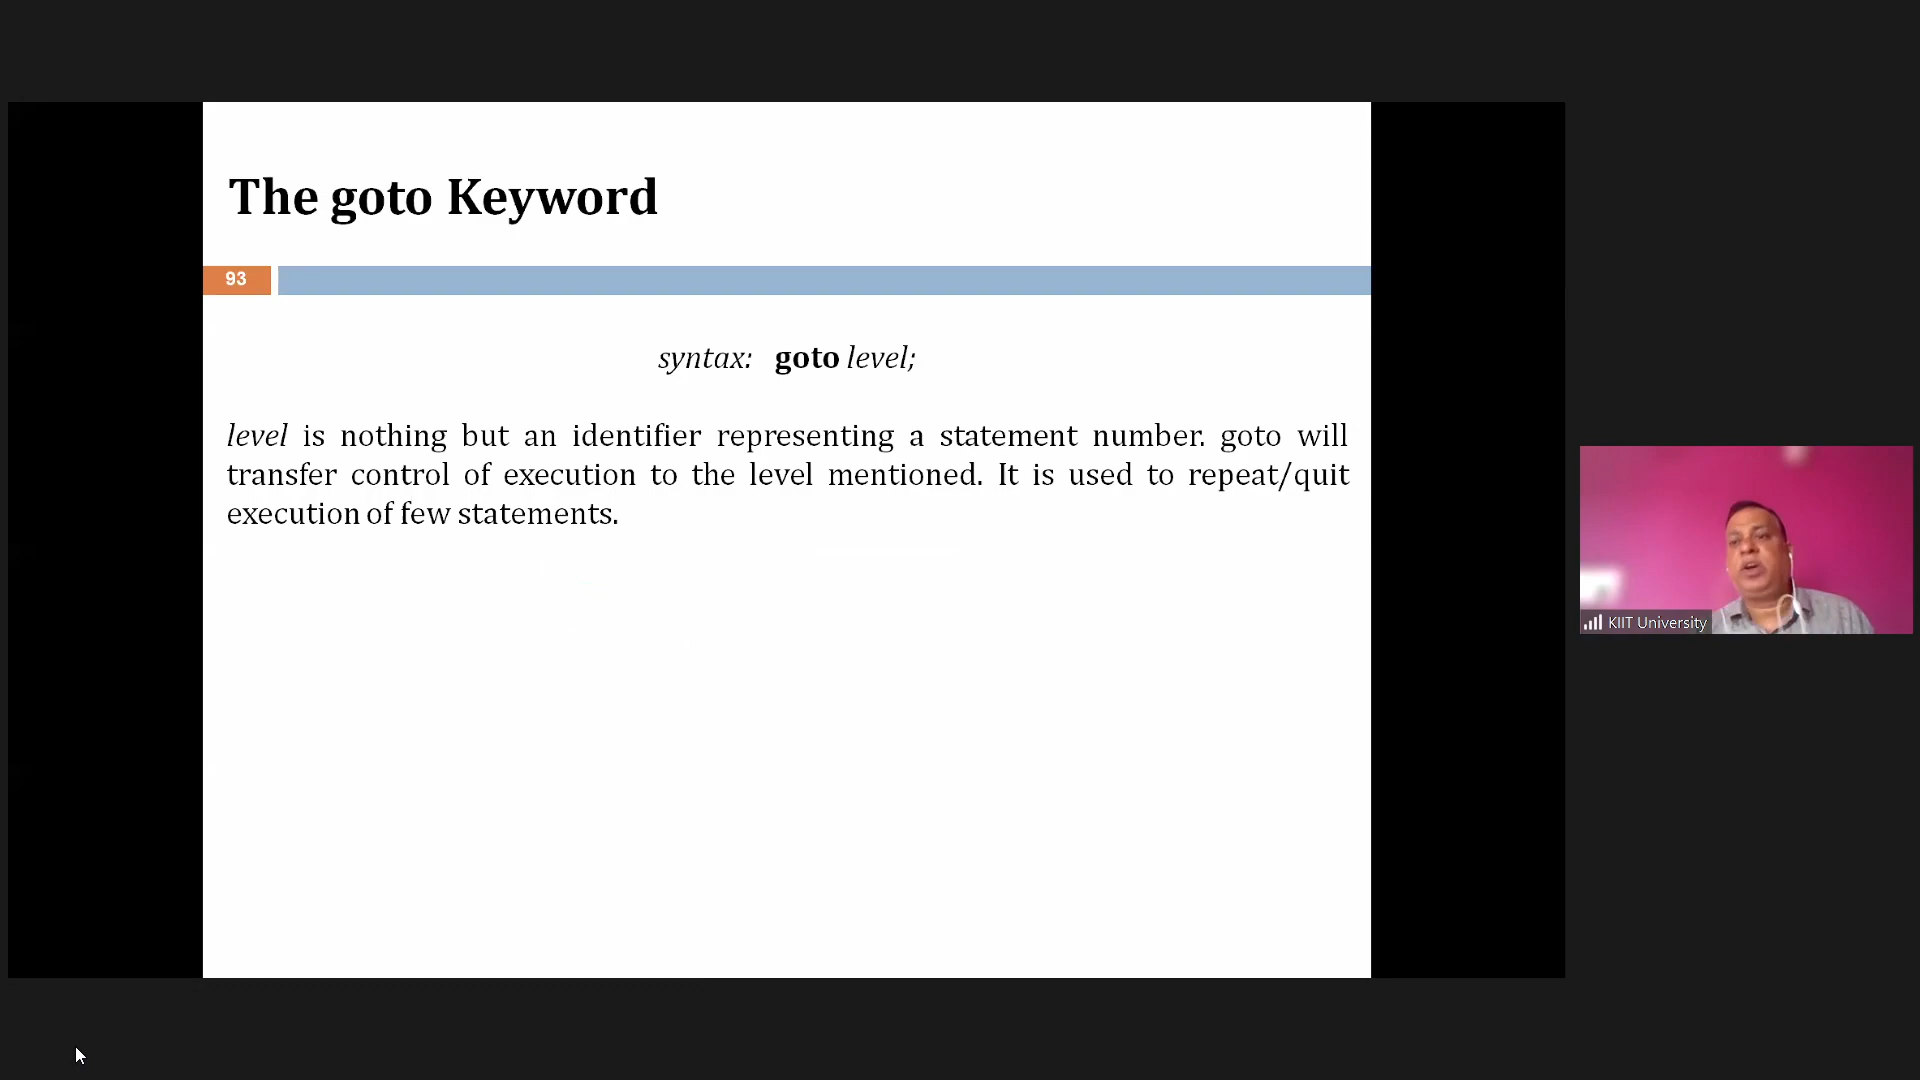 The goto Keyword
93
syntax: goto level;
level is nothing but an identifier representing a statement number. goto will
transfer control of execution to the level mentioned. It is used to repeat/quit
execution of few statements.
KIIT University